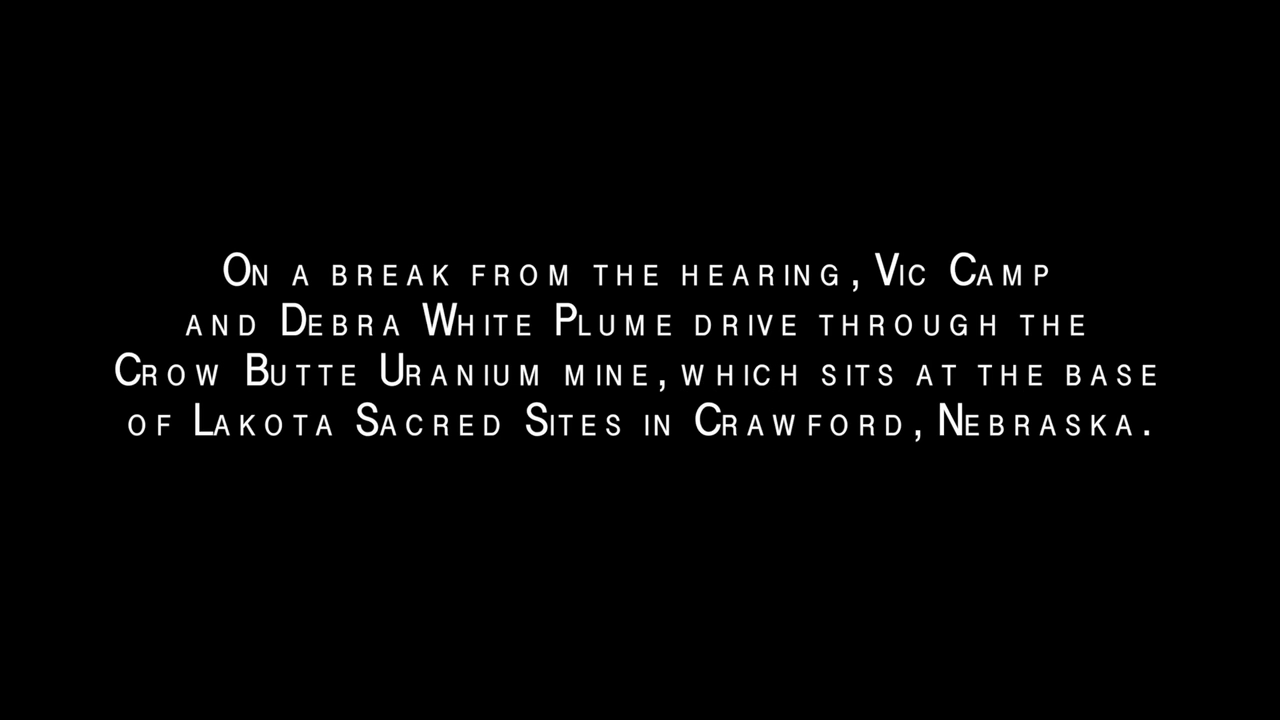 On a break from the hearing, Vic Camp
and Debra White Plume drive through the
Crow Butte Uranium mine, which sits at the base
of Lakota Sacred Sites in Crawford, Nebraska.